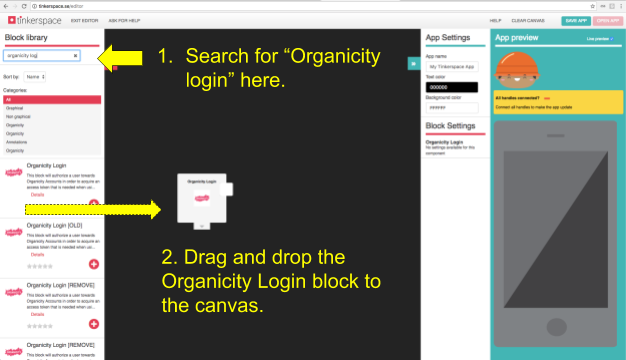 tinkerspace.se/editor
tinkerspace
EXIT EDITOR
ASK FOR HELP
HELP
CLEAR CANVAS
SAVE APP
OPEN APP
Block library
organicity log
Sort by
Name
Categories:
All
Graphical
Non graphical
Organicity
Organicity
Annotations
Organicity
Organicity Login
This block will authorize a user towards
Organicity Accounts in order to acquire an
access token that is needed when usi...
Details
Organicity Login [OLD]
This block will authorize a user towards
Organicity Accounts in order to acquire an
access token that is needed when usi...
Details
Organicity Login [REMOVE]
This block will authorize a user towards
Organicity Accounts in order to acquire an
access token that is needed when usi...
Details
Organicity Login [REMOVE]
This block will authorize a user towards
1. Search for “Organicity
login” here.
Organicity Login
2. Drag and drop the
Organicity Login block to
the canvas.
App Settings
App name
My Tinkerspace App
Text color
000000
Background color
Block Settings
Organicity Login
No settings available for this
component
App preview
Live preview
All handles connected?
Connect all handles to make the app update